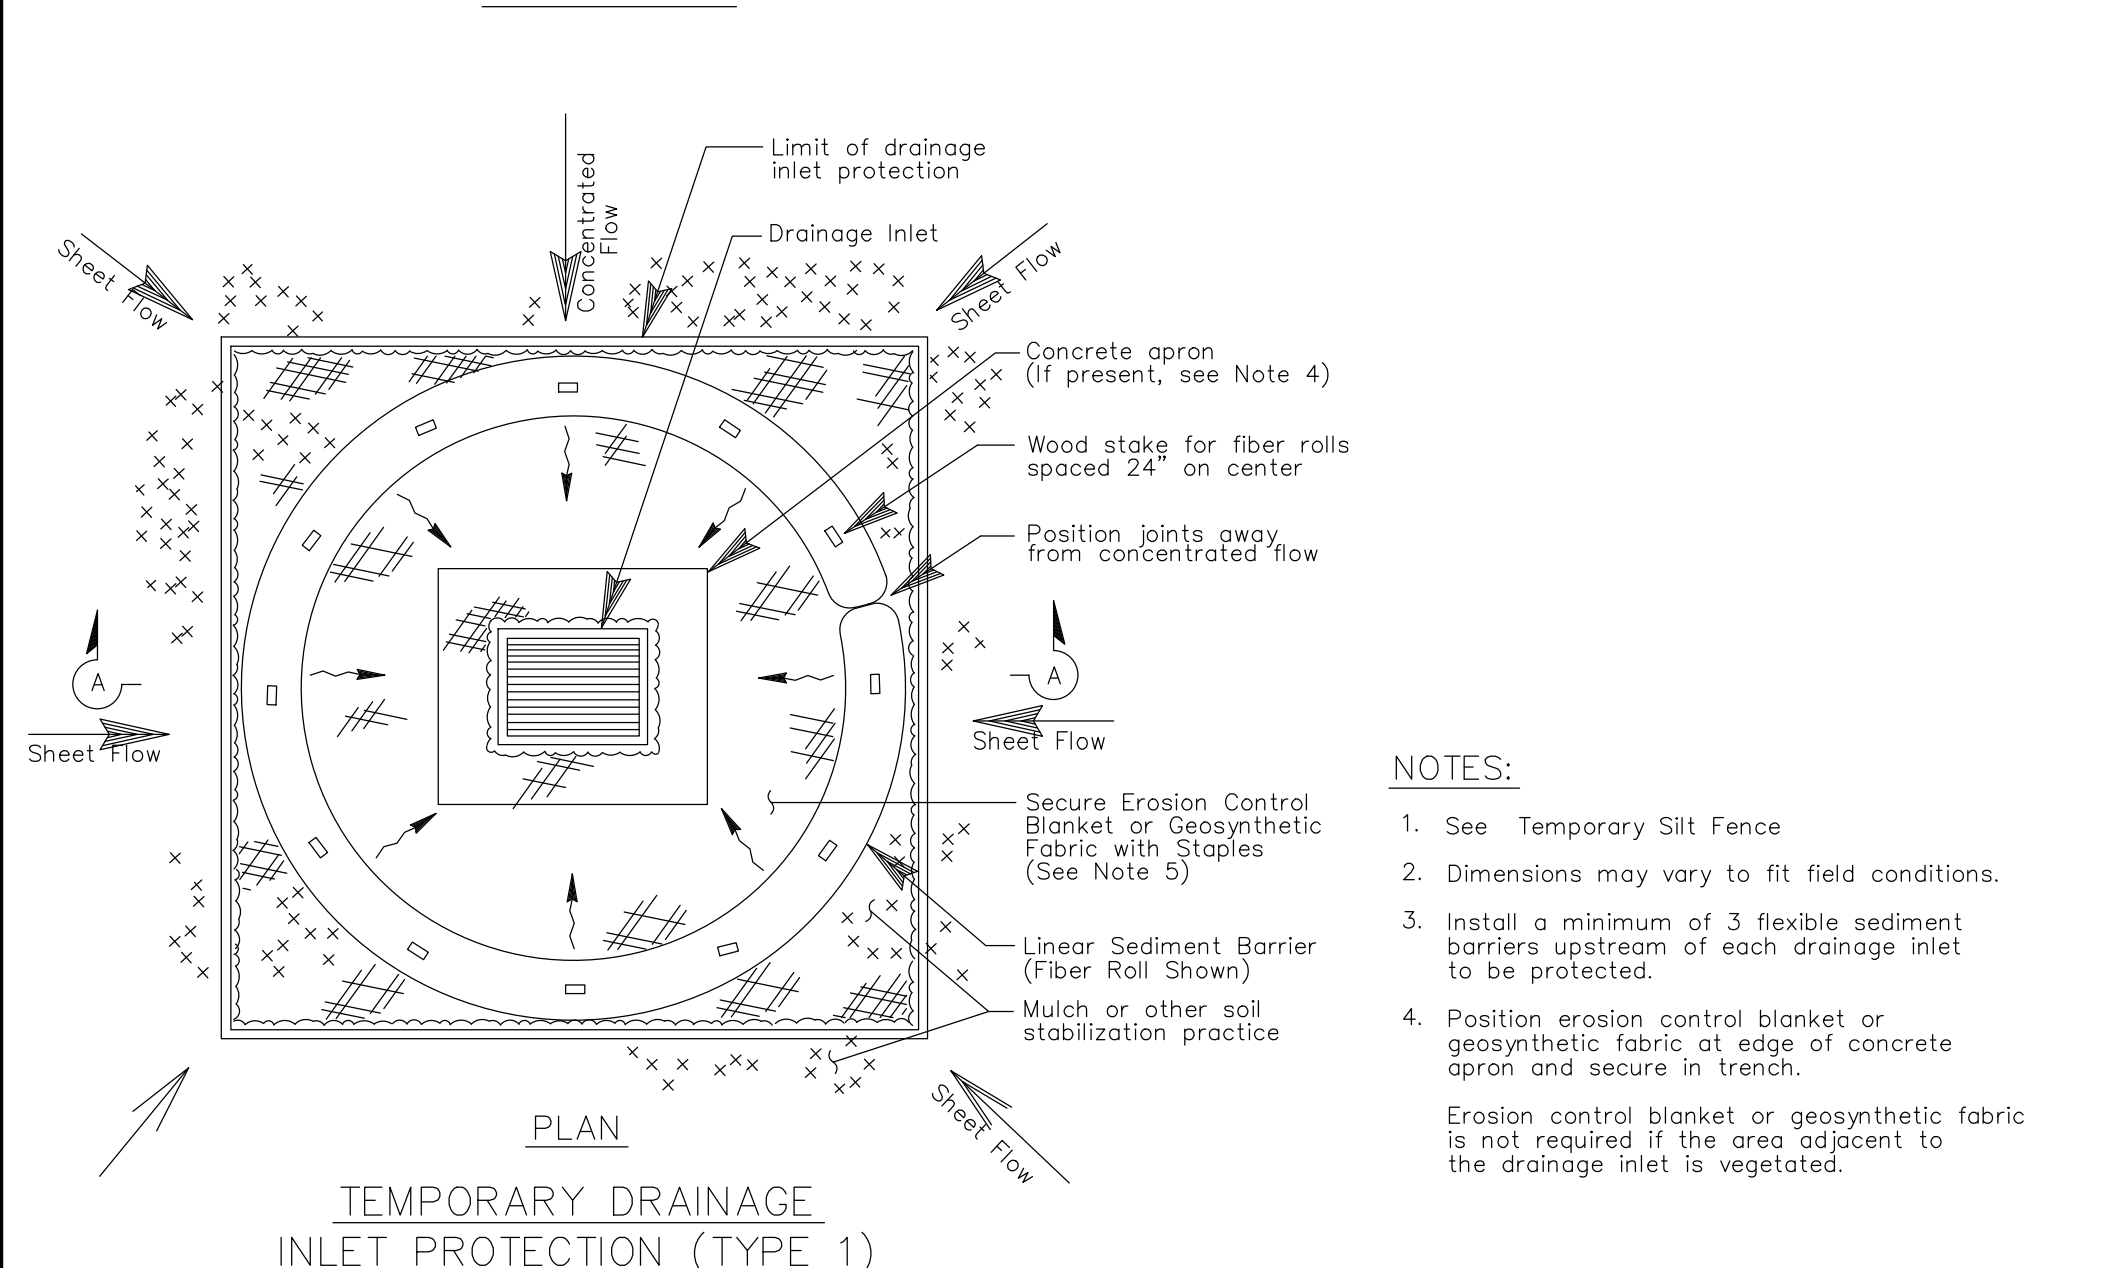 Concentrated
Flow
Limit of drainage
inlet protection
Drainage Inlet
Sheet Flow
Sheet Flow
Concrete apron
(If present, see Note 4)
Wood stake for fiber rolls
spaced 24” on center
Position joints away
from concentrated flow
A
A
Sheet Flow
Sheet Flow
Secure Erosion Control
Blanket or Geosynthetic
Fabric with Staples
(See Note 5)
Linear Sediment Barrier
(Fiber Roll Shown)
Mulch or other soil
stabilization practice
Sheet Flow
PLAN
TEMPORARY DRAINAGE
INLET PROTECTION (TYPE 1)
NOTES:
1. See Temporary Silt Fence
2. Dimensions may vary to fit field conditions.
3. Install a minimum of 3 flexible sediment
barriers upstream of each drainage inlet
to be protected.
4. Position erosion control blanket or
geosynthetic fabric at edge of concrete
apron and secure in trench.
Erosion control blanket or geosynthetic fabric
is not required if the area adjacent to
the drainage inlet is vegetated.